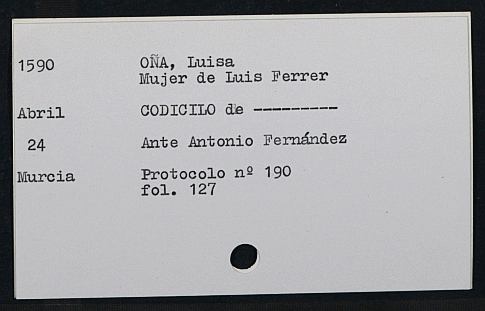 1590 OÑA, Luisa
Mujer de Luis Ferrer
Abril CODICILO de ---------
24 Ante Antonio Fernández
Murcia Protocolo nº 190
fol. 127